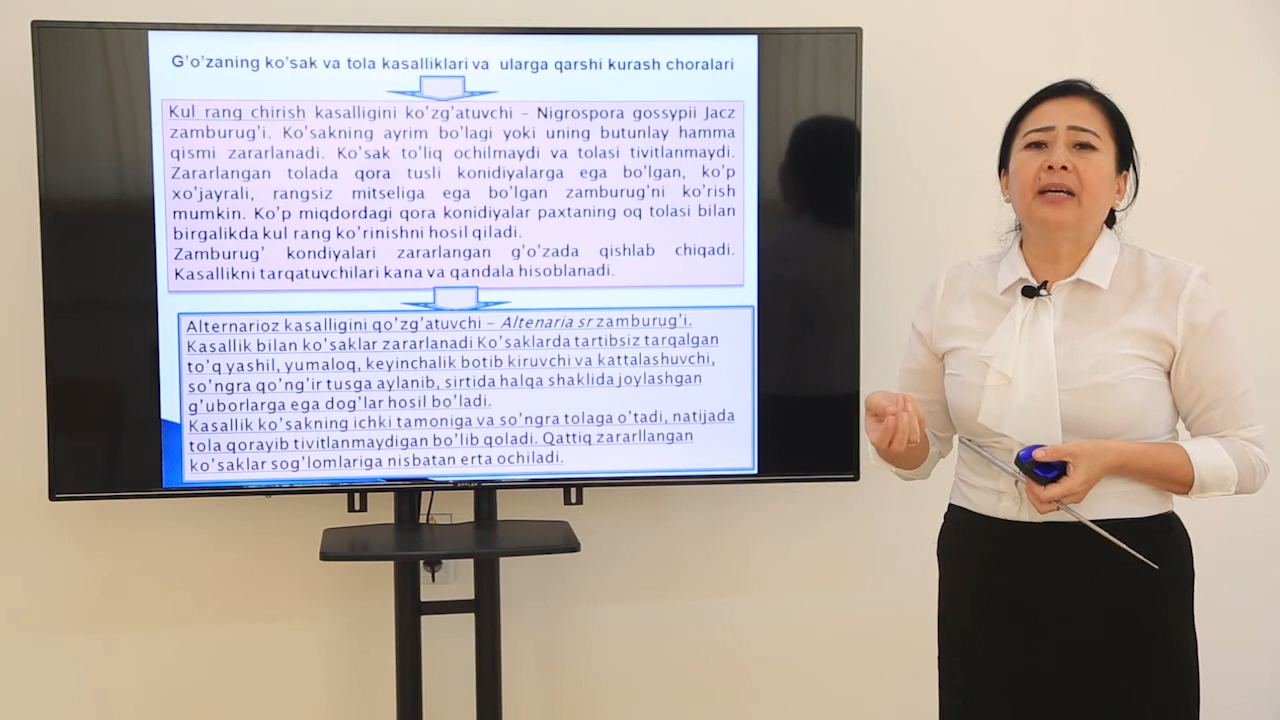 G'o'zaning ko'sak va tola kasalliklari va ularga qarshi kurash choralari
Kul rang chirish kasalligini ko'zg'atuvchi – Nigrospora gossypii Jacz
zamburug'i. Ko'sakning ayrim bo'lagi yoki uning butunlay hamma
qismi zararlanadi. Ko'sak to'liq ochilmaydi va tolasi tivitlanmaydi.
Zararlangan tolada qora tusli konidiyalarga ega bo'lgan, ko'p
xo'jayrali, rangsiz mitseliga ega bo'lgan zamburug'ni ko'rish
mumkin. Ko'p miqdordagi qora konidiyalar paxtaning oq tolasi bilan
birgalikda kul rang ko'rinishni hosil qiladi.
Zamburug' kondiyalari zararlangan g'o'zada qishlab chiqadi.
Kasallikni tarqatuvchilari kana va qandala hisoblanadi.
Alternarioz kasalligini qo'zg'atuvchi – Altenaria sr zamburug'i.
Kasallik bilan ko'saklar zararlanadi Ko'saklarda tartibsiz tarqalgan
to'q yashil, yumaloq, keyinchalik botib kiruvchi va kattalashuvchi,
so'ngra qo'ng'ir tusga aylanib, sirtida halqa shaklida joylashgan
g'uborlarga ega dog'lar hosil bo'ladi.
Kasallik ko'sakning ichki tamoniga va so'ngra tolaga o'tadi, natijada
tola qorayib tivitlanmaydigan bo'lib qoladi. Qattiq zararllangan
ko'saklar sog'lomlariga nisbatan erta ochiladi.